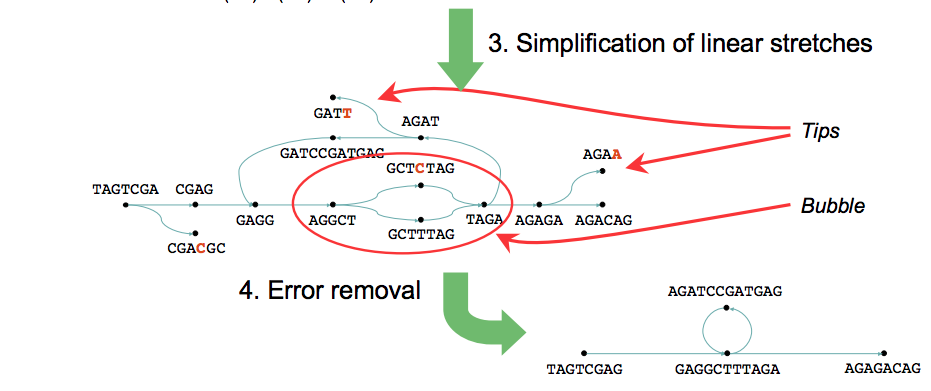 3. Simplification of linear stretches
GATT
AGAT
Tips
GATCCGATGAG
AGAA
GCTCTAG
TAGTCGA CGAG
Bubble
GAGG AGGCT TAGA AGAGA AGACAG
GCTTTAG
CGACGC
4. Error removal
AGATCCGATGAG
TAGTCGAG GAGGCTTTAGA AGAGACAG